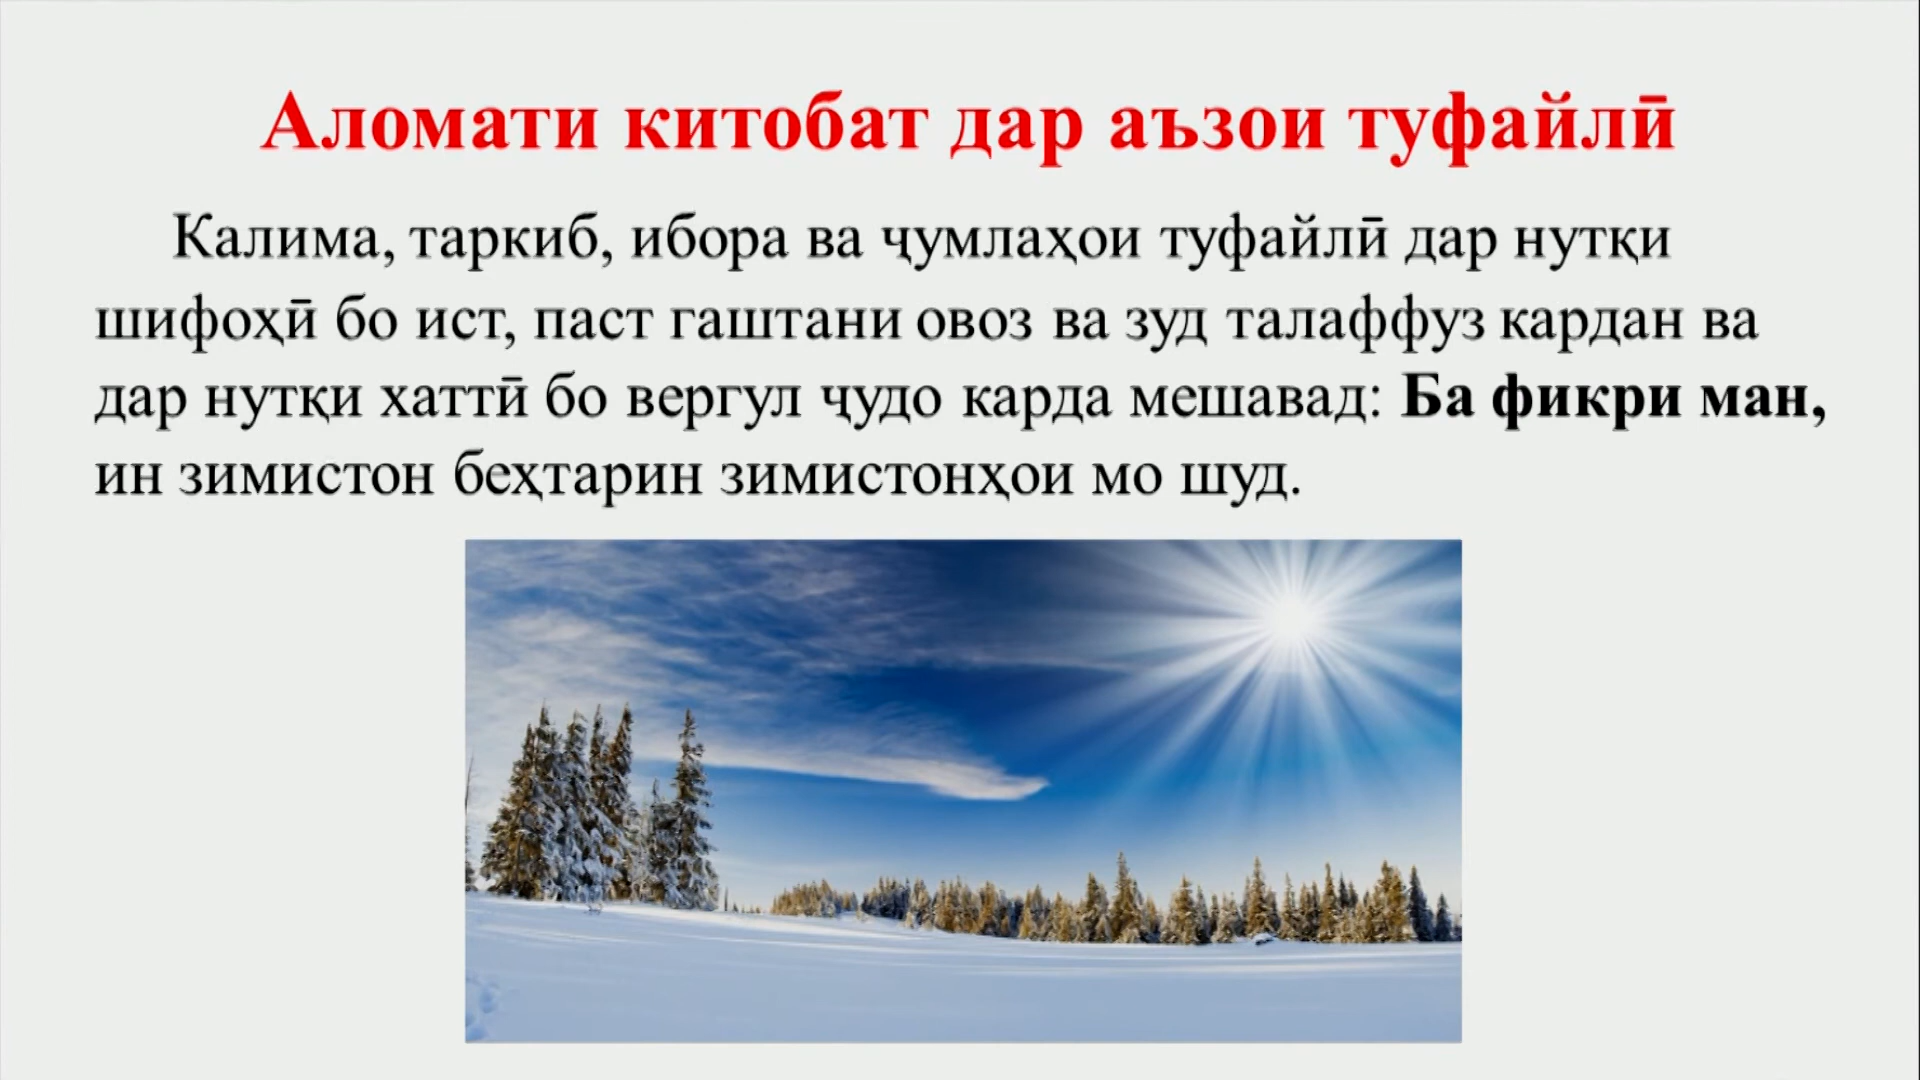 Аломати китобат дар аъзои туфайлӣ
Калима, таркиб, ибора ва ҷумлаҳои туфайлӣ дар нутқи
шифоҳӣ бо ист, паст гаштани овоз ва зуд талаффуз кардан ва
дар нутқи хаттӣ бо вергул ҷудо карда мешавад: Ба фикри ман,
ин зимистон беҳтарин зимистонҳои мо шуд.